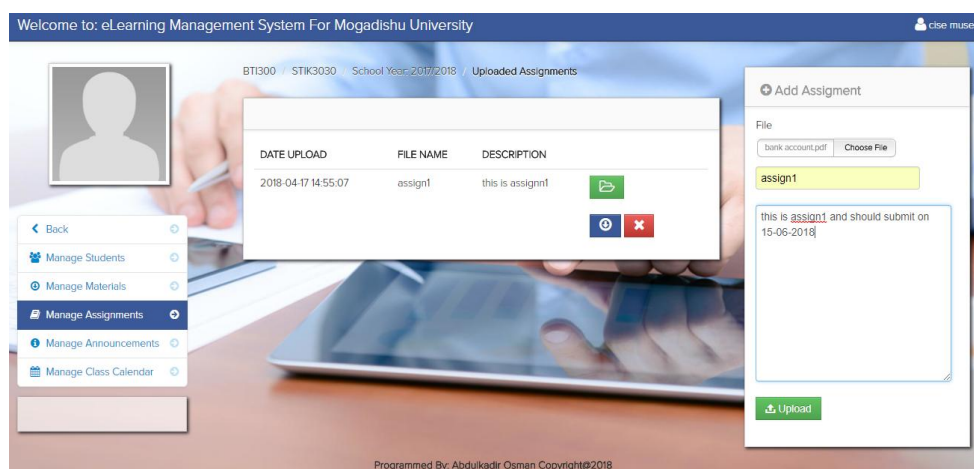 Welcome to: eLearning Management System For Mogadishu University
cise muse
BTI300 / STIK3030 / School Year: 2017/2018 / Uploaded Assignments
DATE UPLOAD FILE NAME DESCRIPTION
2018-04-17 14:55:07 assign1 this is assignn1
Back
Manage Students
Manage Materials
Manage Assignments
Manage Announcements
Manage Class Calendar
Add Assigment
File
bank account.pdf Choose File
assign1
this is assign1 and should submit on
15-06-2018
Upload
Programmed By: Abdulkadir Osman Copyright@2018